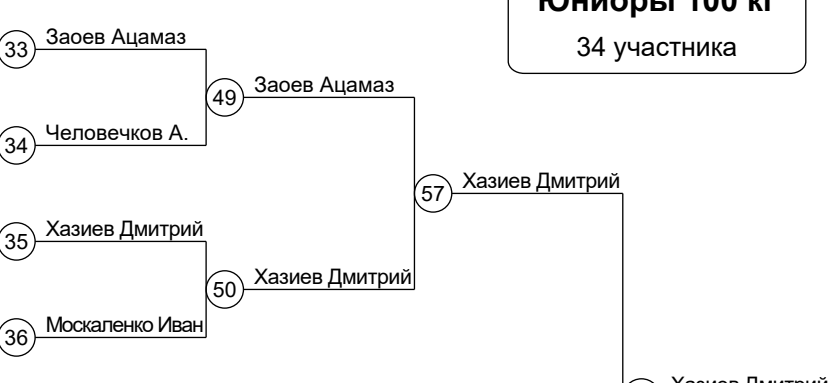 Юниоры 100 кг
34 участника
33 Заоев Ацамаз
49 Заоев Ацамаз
34 Человечков А.
57 Хазиев Дмитрий
35 Хазиев Дмитрий
50 Хазиев Дмитрий
36 Москаленко Иван
Хазиев Дмитрий